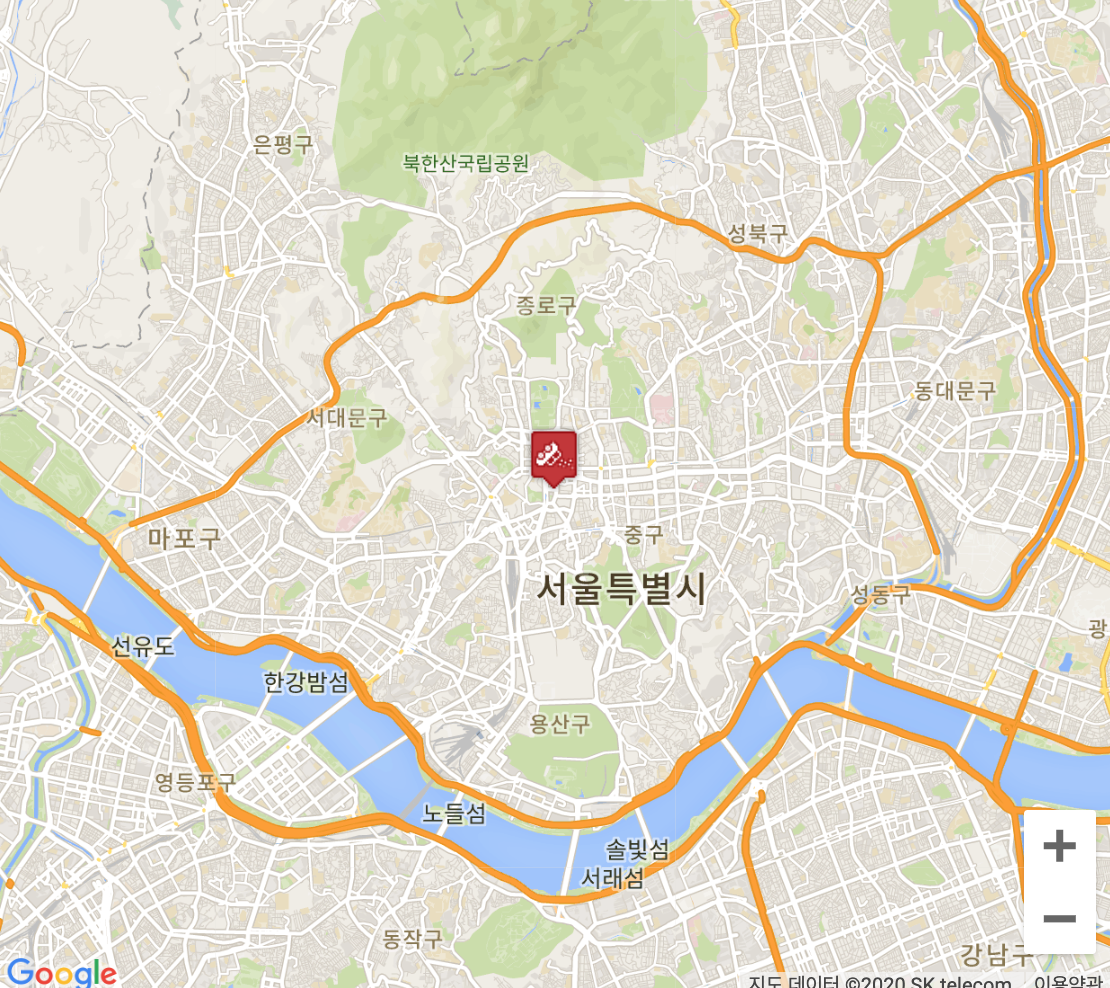 은평구
북한산국립공원
성북구
종로구
동대문구
서대문구
중구
마포구
서울특별시
성동구
광
선유도
한강밤섬
용산구
영등포구
노들섬
솔빛섬
서래섬
동작구
강남구
Google
지도 데이터 ©2020 SK telecom 이용약관